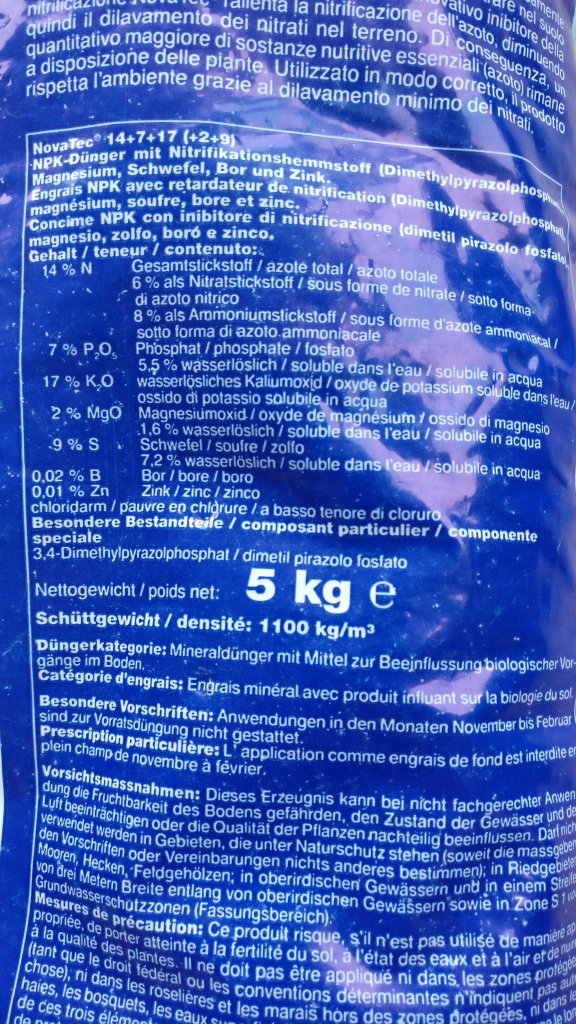 NovaTec rallenta la nitrificazione dell'azoto, diminuendo
quindi il dilavamento dei nitrati nel terreno. Di conseguenza, un
quantitativo maggiore di sostanze nutritive essenziali (azoto) rimane
a disposizione delle piante. Utilizzato in modo corretto, il prodotto
rispetta l'ambiente grazie al dilavamento minimo dei nitrati.
NovaTec® 14+7+17 (+2+9)
NPK-Dünger mit Nitrifikationshemmstoff (Dimethylpyrazolphosphat),
Magnesium, Schwefel, Bor und Zink.
Engrais NPK avec retardateur de nitrification (Dimethylpyrazolphosphat),
magnésium, soufre, bore et zinc.
Concime NPK con inibitore di nitrificazione (dimetil pirazolo fosfato),
magnesio, zolfo, boro e zinco.
Gehalt / teneur / contenuto:
14 % N Gesamtstickstoff / azote total / azoto totale
6 % als Nitratstickstoff / sous forme de nitrate / sotto forma
di azoto nitrico
8 % als Ammoniumstickstoff / sous forme d'azote ammoniacal /
sotto forma di azoto ammoniacale
7 % P₂O₅ Phosphat / phosphate / fosfato
5,5 % wasserlöslich / soluble dans l'eau / solubile in acqua
17 % K₂O wasserlösliches Kaliumoxid / oxyde de potassium soluble dans l'eau /
ossido di potassio solubile in acqua
2 % MgO Magnesiumoxid / oxyde de magnésium / ossido di magnesio
1,6 % wasserlöslich / soluble dans l'eau / solubile in acqua
9 % S Schwefel / soufre / zolfo
7,2 % wasserlöslich / soluble dans l'eau / solubile in acqua
0,02 % B Bor / bore / boro
0,01 % Zn Zink / zinc / zinco
chloridarm / pauvre en chlorure / a basso tenore di cloruro
Besondere Bestandteile / composant particulier / componente
speciale
3,4-Dimethylpyrazolphosphat / dimetil pirazolo fosfato
Nettogewicht / poids net: 5 kg e
Schüttgewicht / densité: 1100 kg/m³
Düngerkategorie: Mineraldünger mit Mittel zur Beeinflussung biologischer Vor-
gänge im Boden.
Catégorie d'engrais: Engrais minéral avec produit influant sur la biologie du sol.
Besondere Vorschriften: Anwendungen in den Monaten November bis Februar
sind zur Vorratsdüngung nicht gestattet.
Prescription particulière: L' application comme engrais de fond est interdite en
plein champ de novembre à février.
Vorsichtsmassnahmen: Dieses Erzeugnis kann bei nicht fachgerechter Anwen
dung die Fruchtbarkeit des Bodens gefährden, den Zustand der Gewässer und de
Luft beeinträchtigen oder die Qualität der Pflanzen nachteilig beeinflussen. Darf nich
verwendet werden in Gebieten, die unter Naturschutz stehen (soweit die massgeben
den Vorschriften oder Vereinbarungen nichts anderes bestimmen); in Riedgebiete
Mooren, Hecken, Feldgehölzen; in oberirdischen Gewässern und in einem Streife
von drei Metern Breite entlang von oberirdischen Gewässern sowie in Zone S 1 vo
Grundwasserschutzzonen (Fassungsbereich).
Mesures de précaution: Ce produit risque, s'il n'est pas utilisé de manière ap
propriée, de porter atteinte à la fertilité du sol, à l'état des eaux et à l'air et de nu
à la qualité des plantes. Il ne doit pas être appliqué ni dans les zones protégée
(tant que le droit fédéral ou les conventions déterminantes n'indiquent pas aut
chose), ni dans les roselières et les marais hors des zones protégées, ni dans le
haies, les bosquets, les eaux
de ces trois